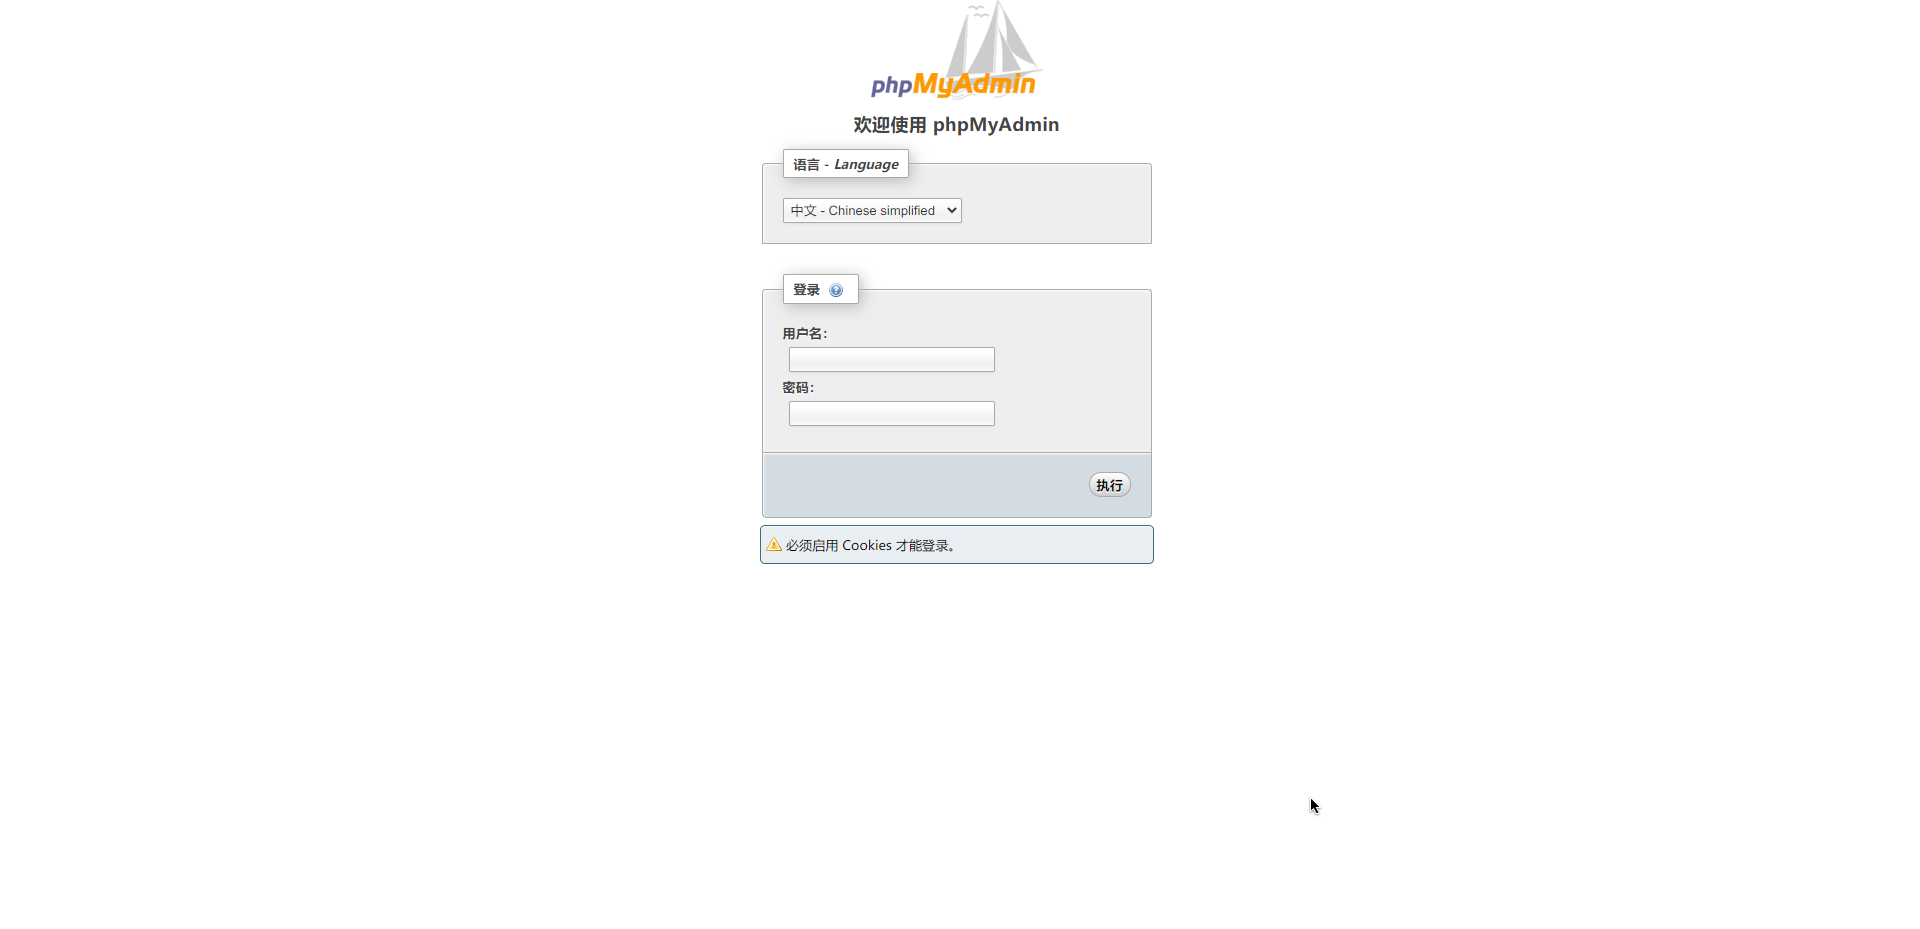 phpMyAdmin
欢迎使用 phpMyAdmin
语言 - Language
中文 - Chinese simplified
登录
用户名：
密码：
执行
必须启用 Cookies 才能登录。